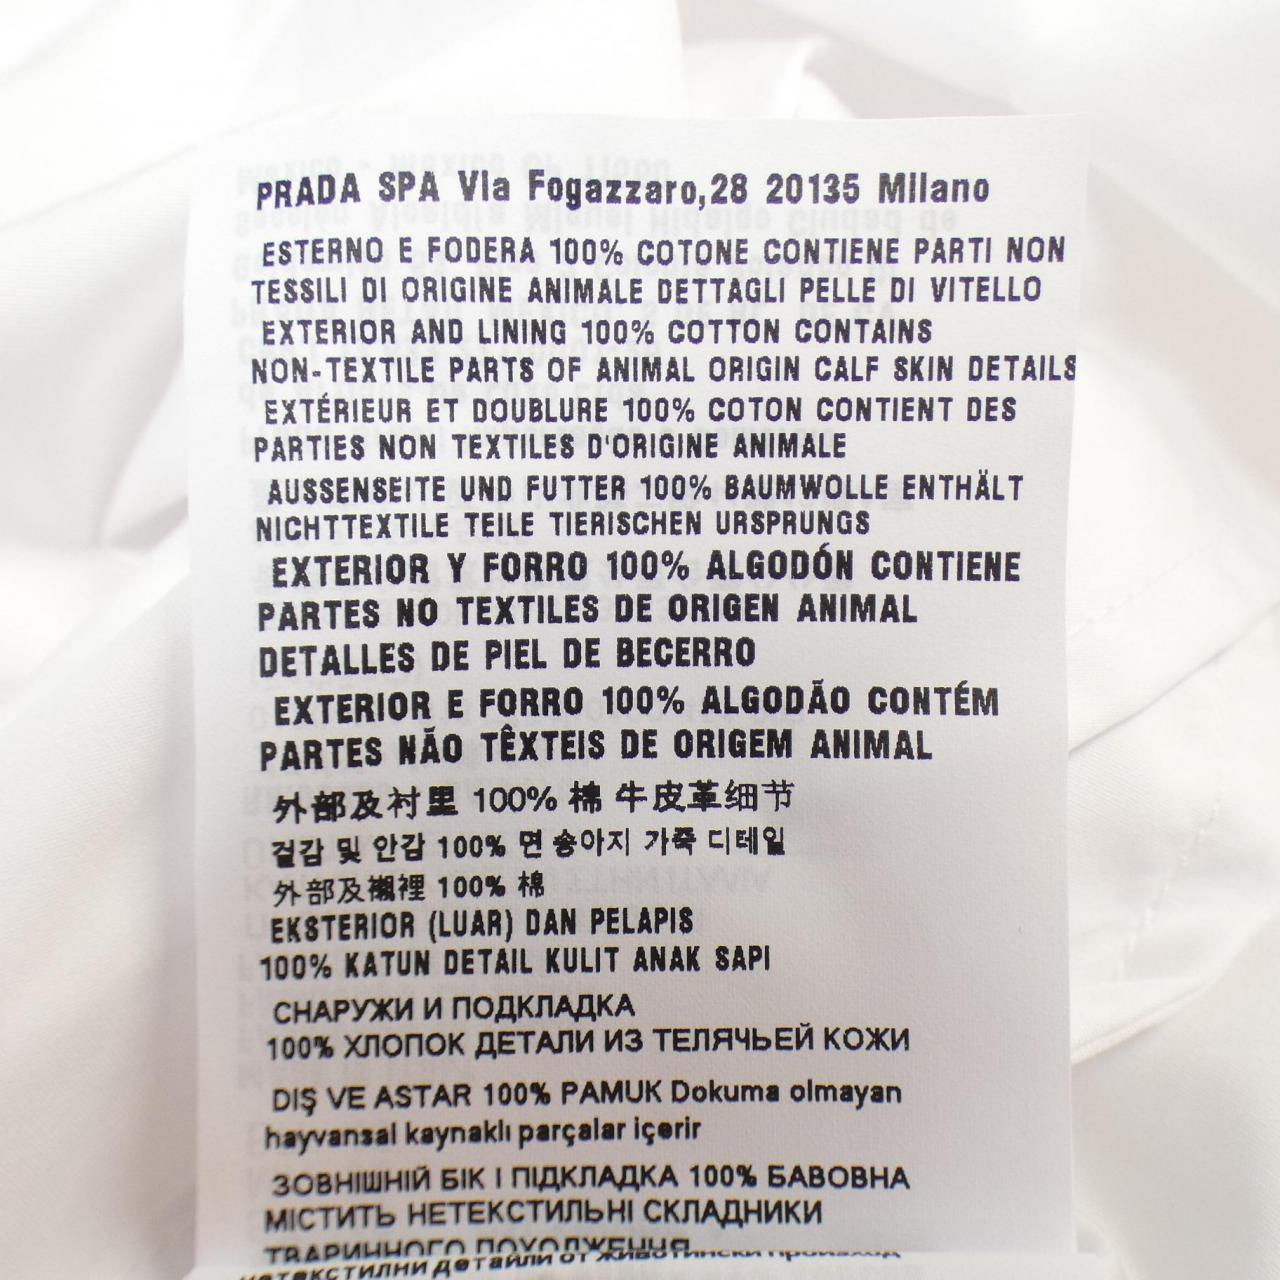 PRADA SPA Via Fogazzaro,28 20135 Milano
ESTERNO E FODERA 100% COTONE CONTIENE PARTI NON
TESSILI DI ORIGINE ANIMALE DETTAGLI PELLE DI VITELLO
EXTERIOR AND LINING 100% COTTON CONTAINS
NON-TEXTILE PARTS OF ANIMAL ORIGIN CALF SKIN DETAILS
EXTÉRIEUR ET DOUBLURE 100% COTON CONTIENT DES
PARTIES NON TEXTILES D'ORIGINE ANIMALE
AUSSENSEITE UND FUTTER 100% BAUMWOLLE ENTHÄLT
NICHTTEXTILE TEILE TIERISCHEN URSPRUNGS
EXTERIOR Y FORRO 100% ALGODÓN CONTIENE
PARTES NO TEXTILES DE ORIGEN ANIMAL
DETALLES DE PIEL DE BECERRO
EXTERIOR E FORRO 100% ALGODÃO CONTÉM
PARTES NÃO TÊXTEIS DE ORIGEM ANIMAL
外部及衬里 100% 棉 牛皮革细节
겉감 및 안감 100% 면 송아지 가죽 디테일
外部及襯裡 100% 棉
EKSTERIOR (LUAR) DAN PELAPIS
100% KATUN DETAIL KULIT ANAK SAPI
СНАРУЖИ И ПОДКЛАДКА
100% ХЛОПОК ДЕТАЛИ ИЗ ТЕЛЯЧЬЕЙ КОЖИ
DIŞ VE ASTAR 100% PAMUK Dokuma olmayan
hayvansal kaynaklı parçalar içerir
ЗОВНІШНІЙ БІК І ПІДКЛАДКА 100% БАВОВНА
МІСТИТЬ НЕТЕКСТИЛЬНІ СКЛАДНИКИ
ТВАРИННОГО ПОХОДЖЕННЯ
нетекстилни детайли от животински